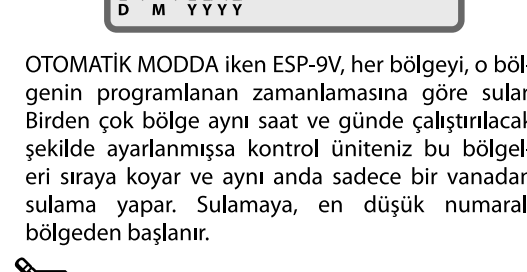 D M YYYY
OTOMATİK MODDA iken ESP-9V, her bölgeyi, o böl-
genin programlanan zamanlamasına göre sular
Birden çok bölge aynı saat ve günde çalıştırılacak
şekilde ayarlanmışsa kontrol üniteniz bu bölgel-
eri sıraya koyar ve aynı anda sadece bir vanadan
sulama yapar. Sulamaya, en düşük numaral
bölgeden başlanır.